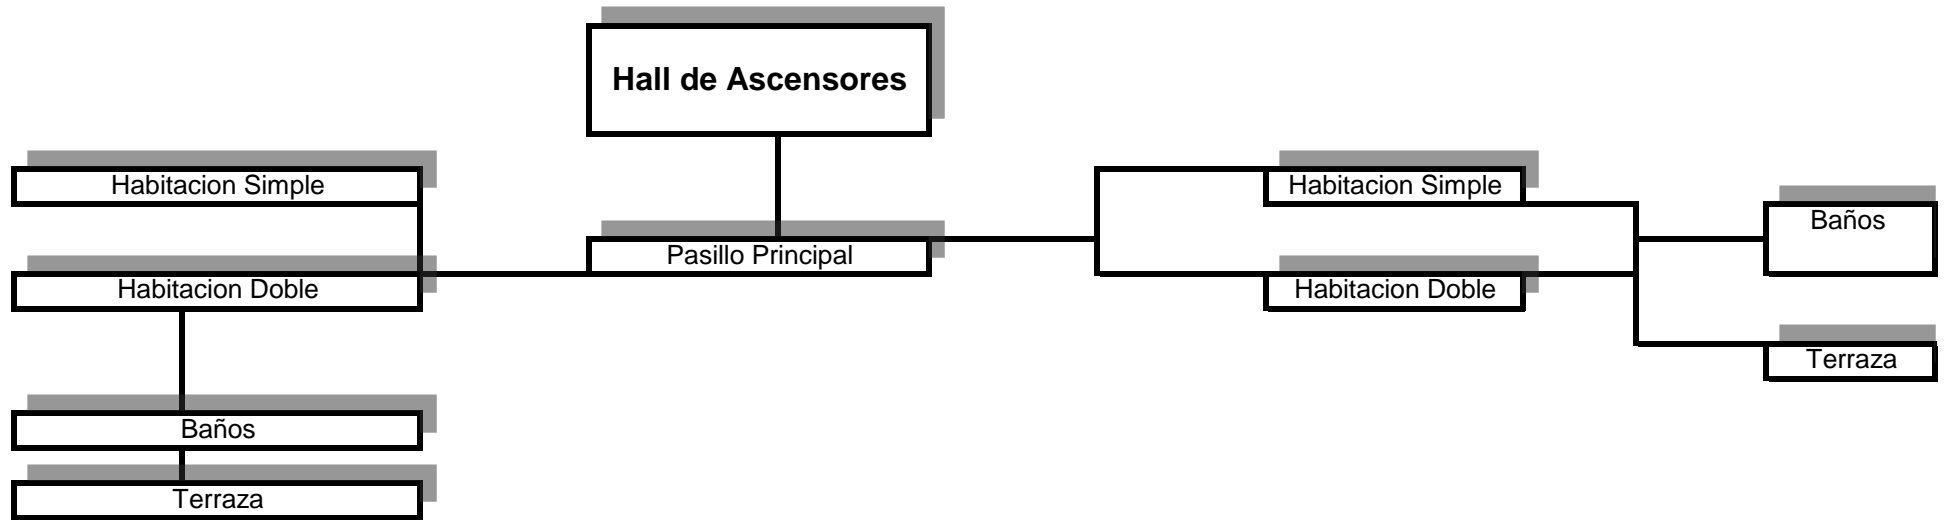 Hall de Ascensores
Habitacion Simple
Habitacion Simple
Baños
Pasillo Principal
Habitacion Doble
Habitacion Doble
Terraza
Baños
Terraza